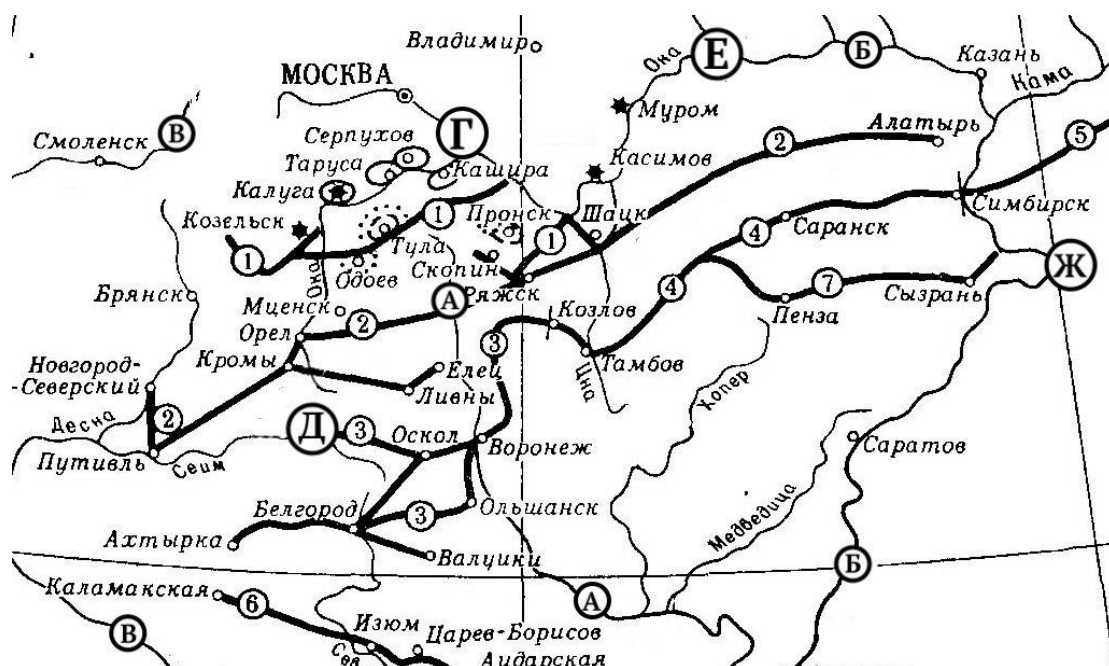 Владимир
Е
Б
Казань
Ока
Кама
МОСКВА
Муром
Смоленск
В
Серпухов
Г
2
Алатырь
5
Таруса
Касимов
Кашира
Калуга
Козельск
1
Пронск
Шацк
Симбирск
1
Тула
1
4
Саранск
Одоев
Скопин
Ж
Ока
Брянск
Мценск
А
Ряжск
4
7
Сызрань
Пенза
Орел
2
Козлов
3
Кромы
Елец
Тамбов
Новгород-
-Северский
Ливны
Цна
Хопер
Десна
2
Д
3
Оскол
Воронеж
Саратов
Путивль
Сейм
Белгород
3
Ольшанск
Медведица
Ахтырка
Валуйки
Б
Каламакская
6
А
В
Изюм
Царев-Борисов
Айдарская